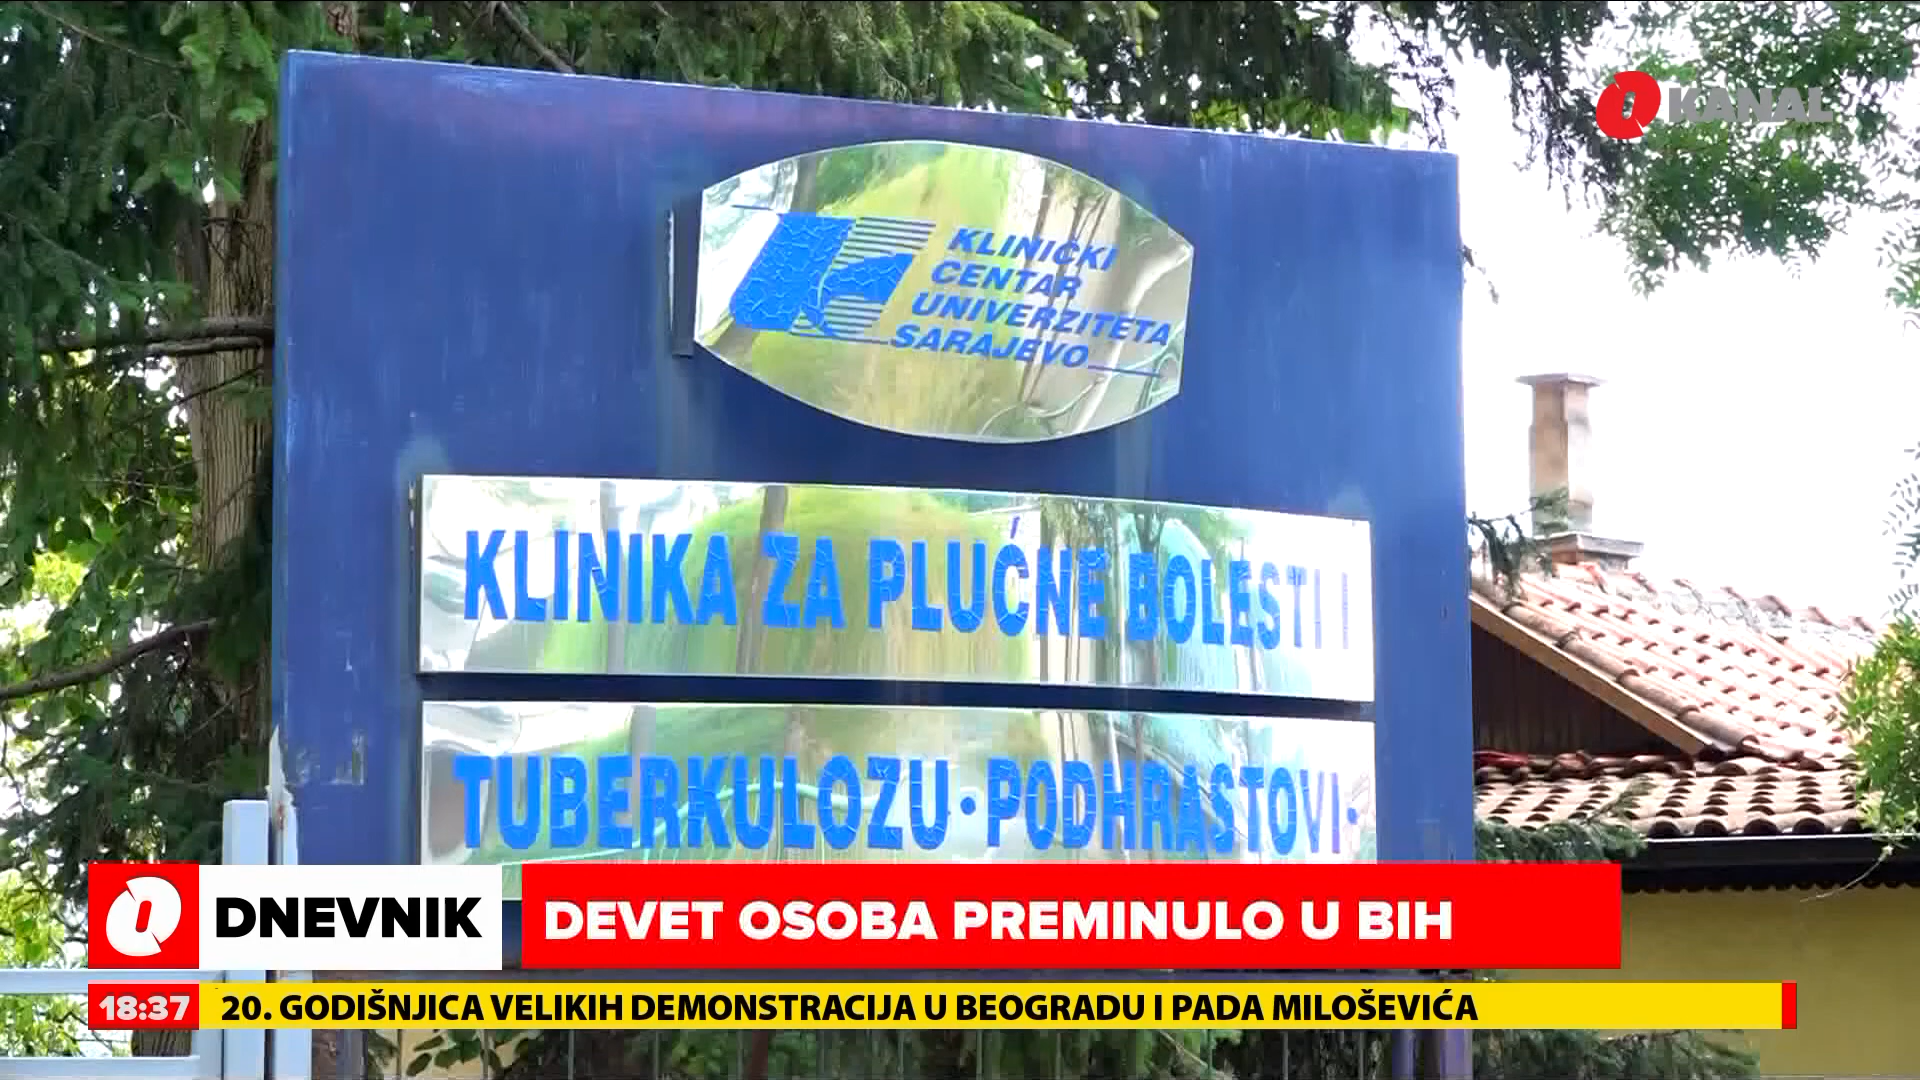 O KANAL
KLINIČKI
CENTAR
UNIVERZITETA
SARAJEVO
KLINIKA ZA PLUĆNE BOLESTI I
TUBERKULOZU · PODHRASTOVI ·
DNEVNIK
DEVET OSOBA PREMINULO U BIH
18:37
20. GODIŠNJICA VELIKIH DEMONSTRACIJA U BEOGRADU I PADA MILOŠEVIĆA